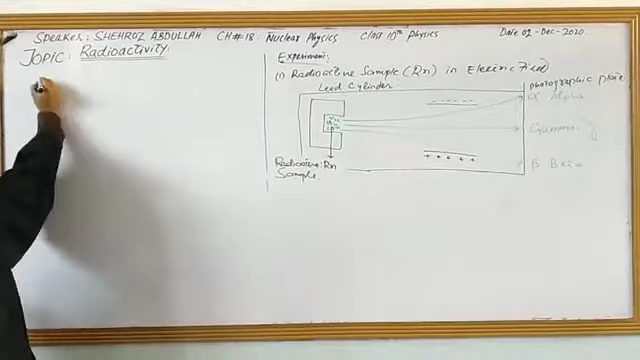 Speaker: SHEHROZ ABDULLAH CH#18: Nuclear Physics Class 10th Physics Date 02-Dec-2020.
TOPIC: Radioactivity.
Experiment:
(1) Radioactive Sample (Rn) in Electric Field
Lead Cylinder
photographic plate
α Alpha
- - - - -
Gamma γ
+ + + + +
β Beta
Radioactive: Rn
Sample.